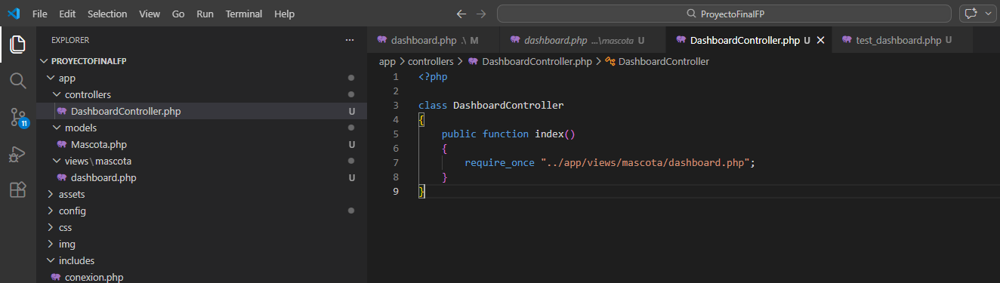 File Edit Selection View Go Run Terminal Help ProyectoFinalFP
EXPLORER ...
dashboard.php .\ M dashboard.php ...\mascota U DashboardController.php U test_dashboard.php U
PROYECTOFINALFP
app > controllers > DashboardController.php > DashboardController
app
controllers
DashboardController.php U
models
Mascota.php U
views\mascota
dashboard.php U
assets
config
css
img
includes
conexion.php
11
1 <?php
2
3 class DashboardController
4 {
5 public function index()
6 {
7 require_once "../app/views/mascota/dashboard.php";
8 }
9 }